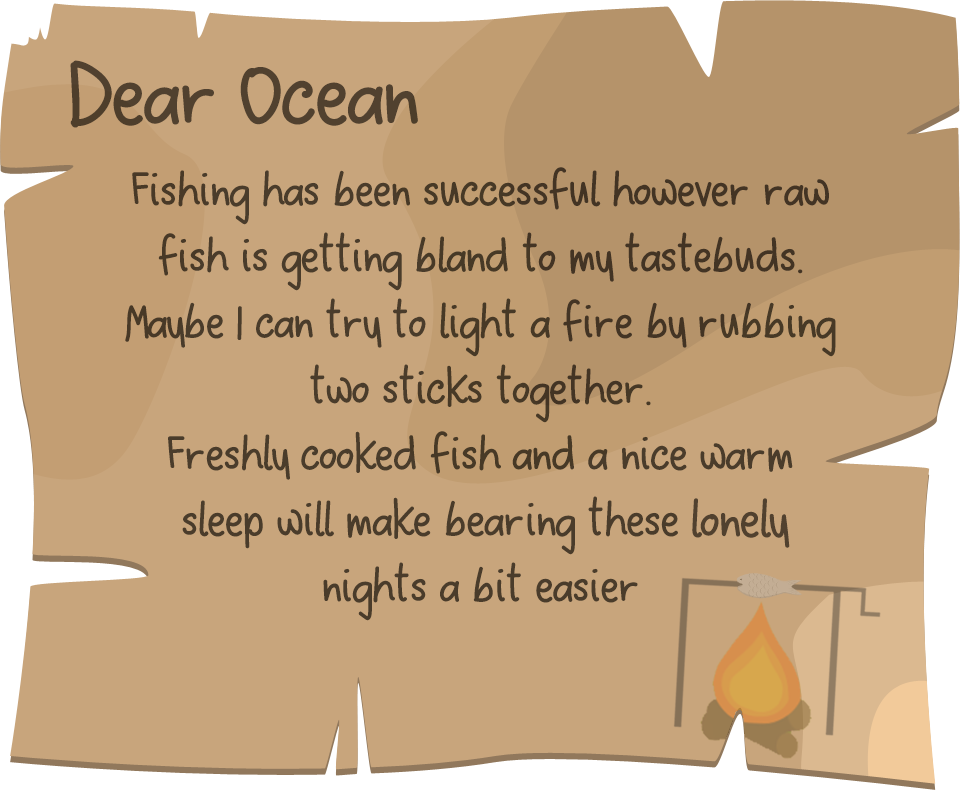 Dear Ocean
Fishing has been successful however raw
fish is getting bland to my tastebuds.
Maybe I can try to light a fire by rubbing
two sticks together.
Freshly cooked fish and a nice warm
sleep will make bearing these lonely
nights a bit easier